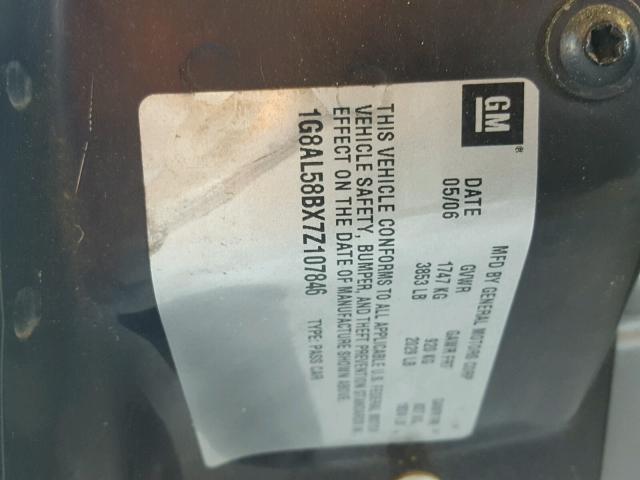 GM ®
MFD BY GENERAL MOTORS CORP
DATE GVWR GAWR FRT GAWR RR
05/06 1747 KG 920 KG
3853 LB 2029 LB
THIS VEHICLE CONFORMS TO ALL APPLICABLE U.S. FEDERAL MOTOR
VEHICLE SAFETY, BUMPER, AND THEFT PREVENTION STANDARDS IN
EFFECT ON THE DATE OF MANUFACTURE SHOWN ABOVE.
1G8AL58BX7Z107846 TYPE: PASS CAR